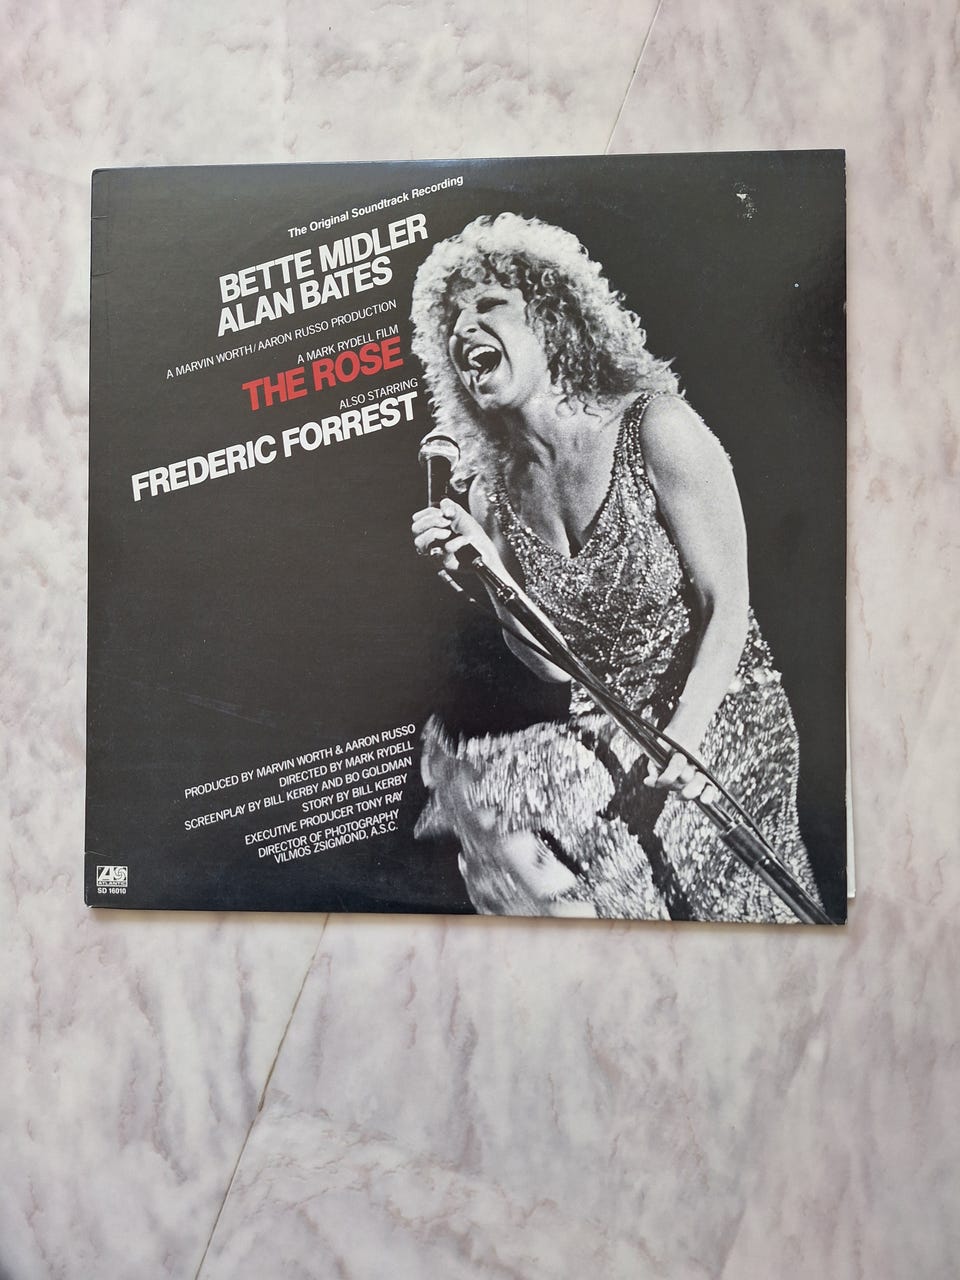 The Original Soundtrack Recording
BETTE MIDLER
ALAN BATES
A MARVIN WORTH/AARON RUSSO PRODUCTION
A MARK RYDELL FILM
THE ROSE
ALSO STARRING
FREDERIC FORREST
PRODUCED BY MARVIN WORTH & AARON RUSSO
DIRECTED BY MARK RYDELL
SCREENPLAY BY BILL KERBY AND BO GOLDMAN
STORY BY BILL KERBY
EXECUTIVE PRODUCER TONY RAY
DIRECTOR OF PHOTOGRAPHY
VILMOS ZSIGMOND, A.S.C.
ATLANTIC
SD 16010